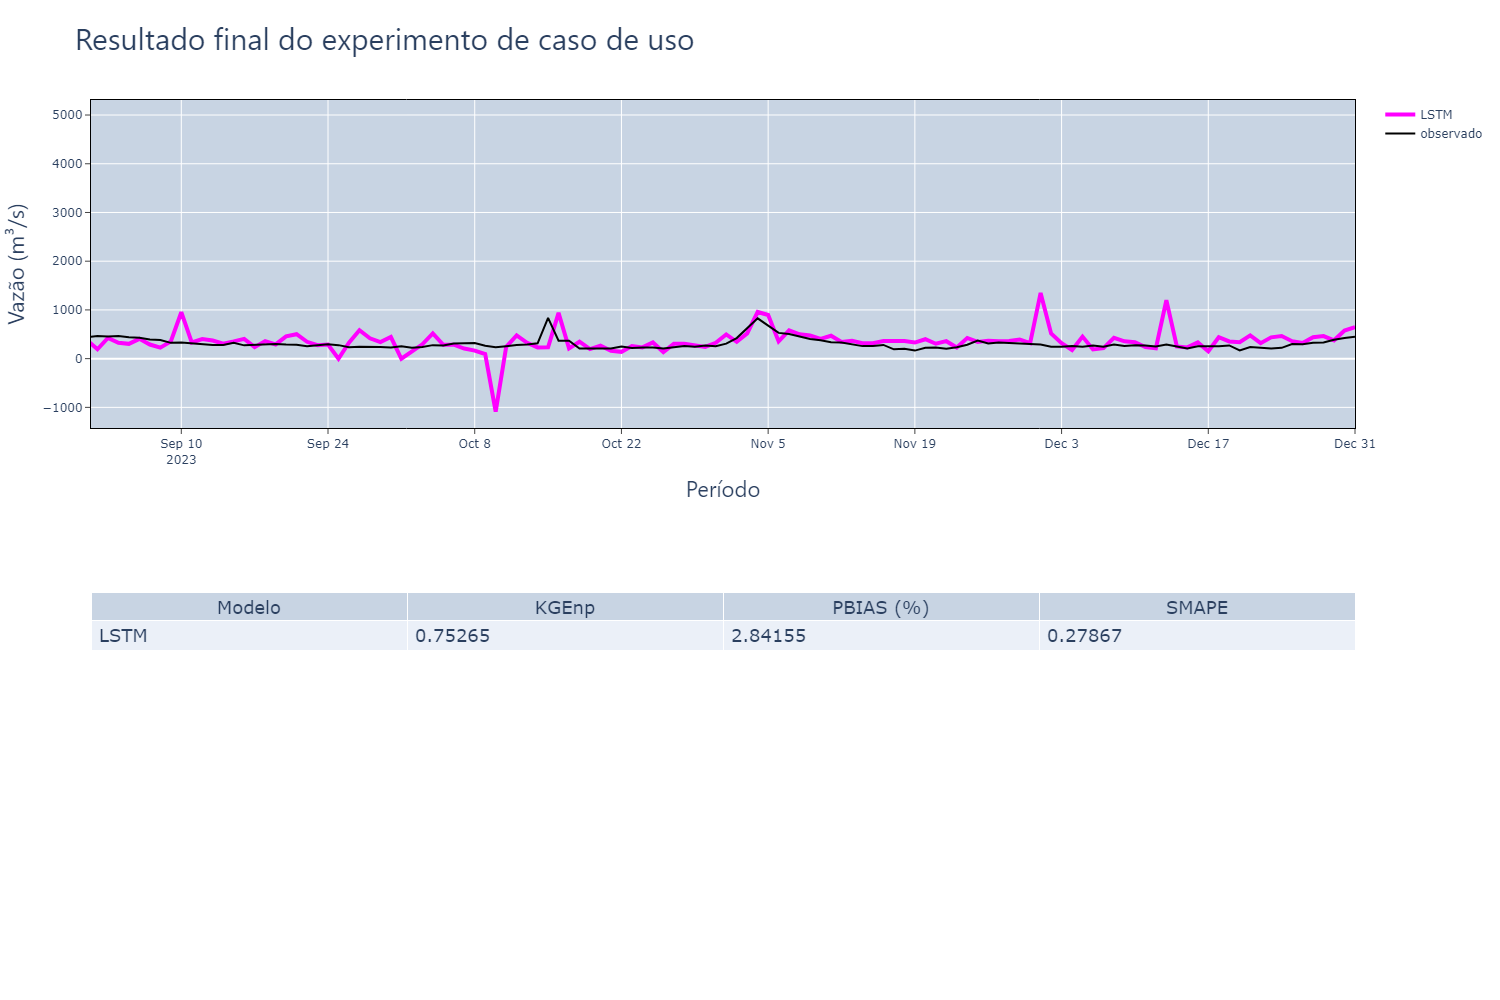 Resultado final do experimento de caso de uso
LSTM
observado
Vazão (m³/s)
5000
4000
3000
2000
1000
0
−1000
Sep 10
2023
Sep 24
Oct 8
Oct 22
Nov 5
Nov 19
Dec 3
Dec 17
Dec 31
Período
Modelo KGEnp PBIAS (%) SMAPE
LSTM 0.75265 2.84155 0.27867